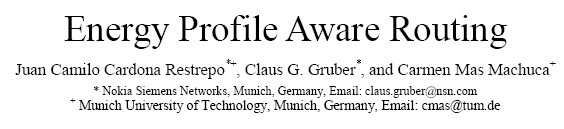 Energy Profile Aware Routing
Juan Camilo Cardona Restrepo*+, Claus G. Gruber*, and Carmen Mas Machuca+
* Nokia Siemens Networks, Munich, Germany, Email: claus.gruber@nsn.com
+ Munich University of Technology, Munich, Germany, Email: cmas@tum.de